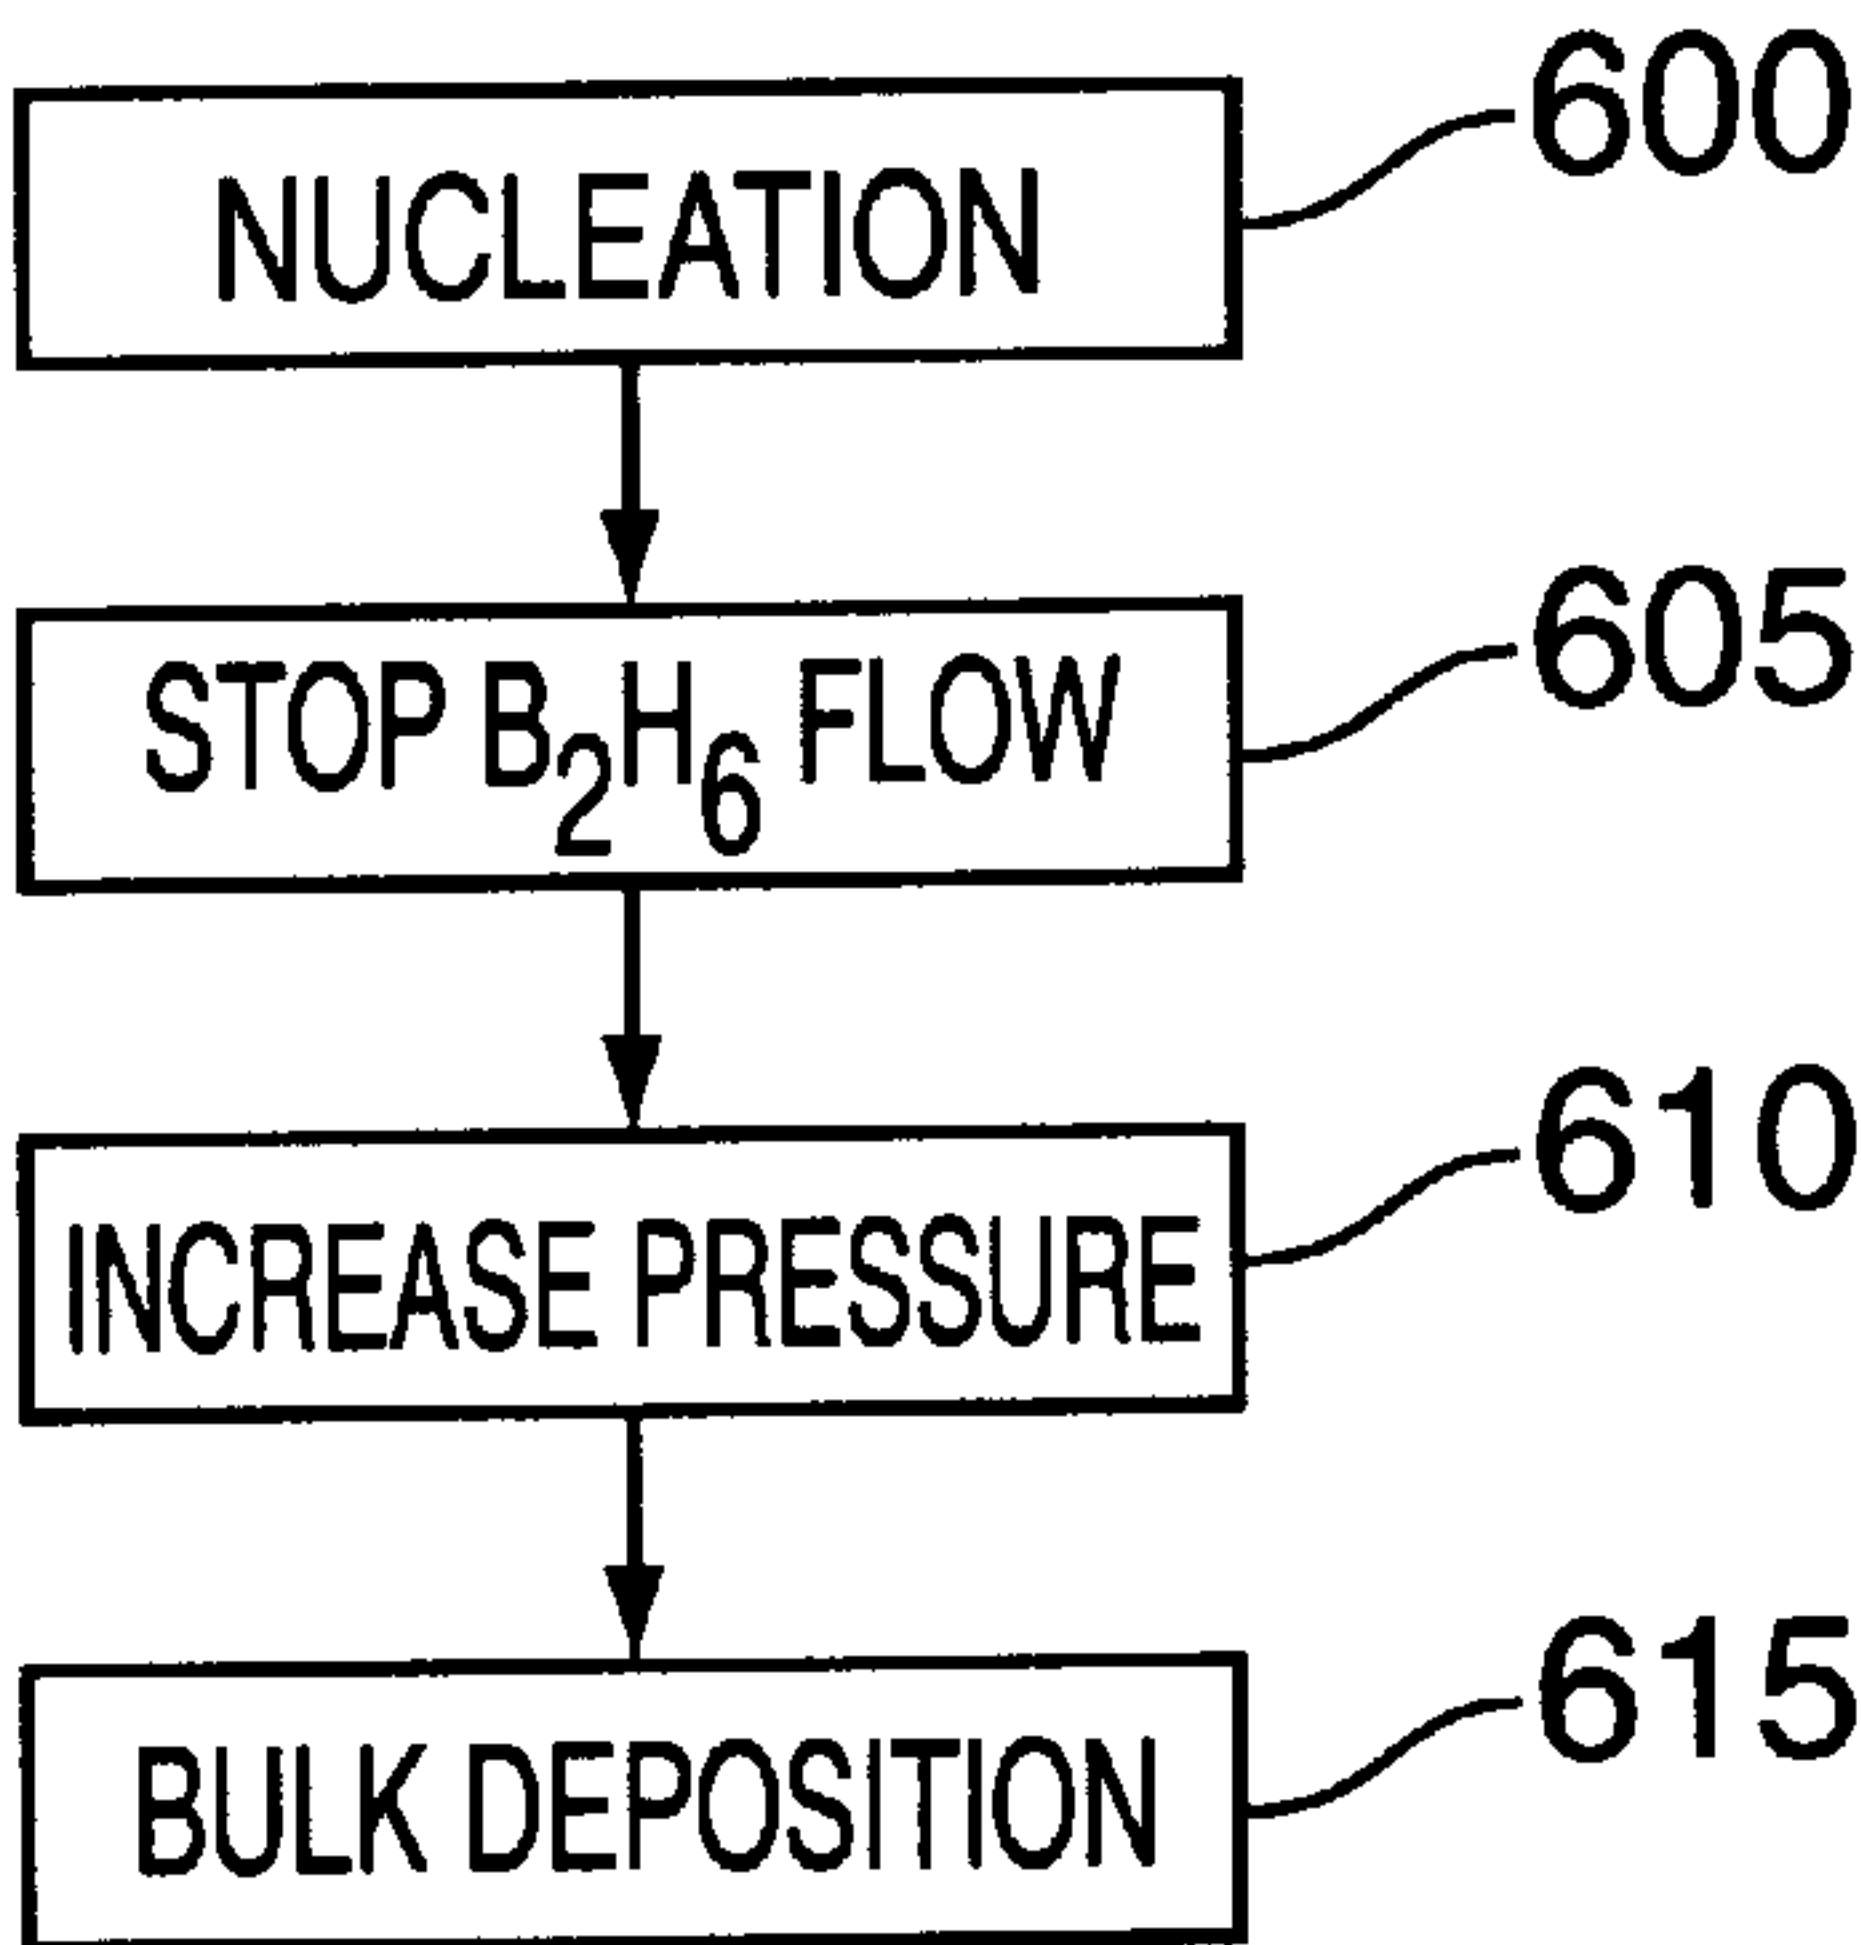 NUCLEATION
600
STOP B₂H₆ FLOW
605
INCREASE PRESSURE
610
BULK DEPOSITION
615